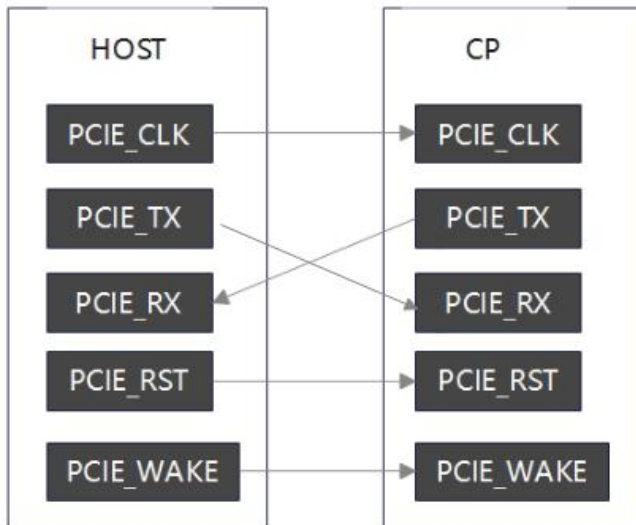 HOST
CP
PCIE_CLK
PCIE_CLK
PCIE_TX
PCIE_TX
PCIE_RX
PCIE_RX
PCIE_RST
PCIE_RST
PCIE_WAKE
PCIE_WAKE